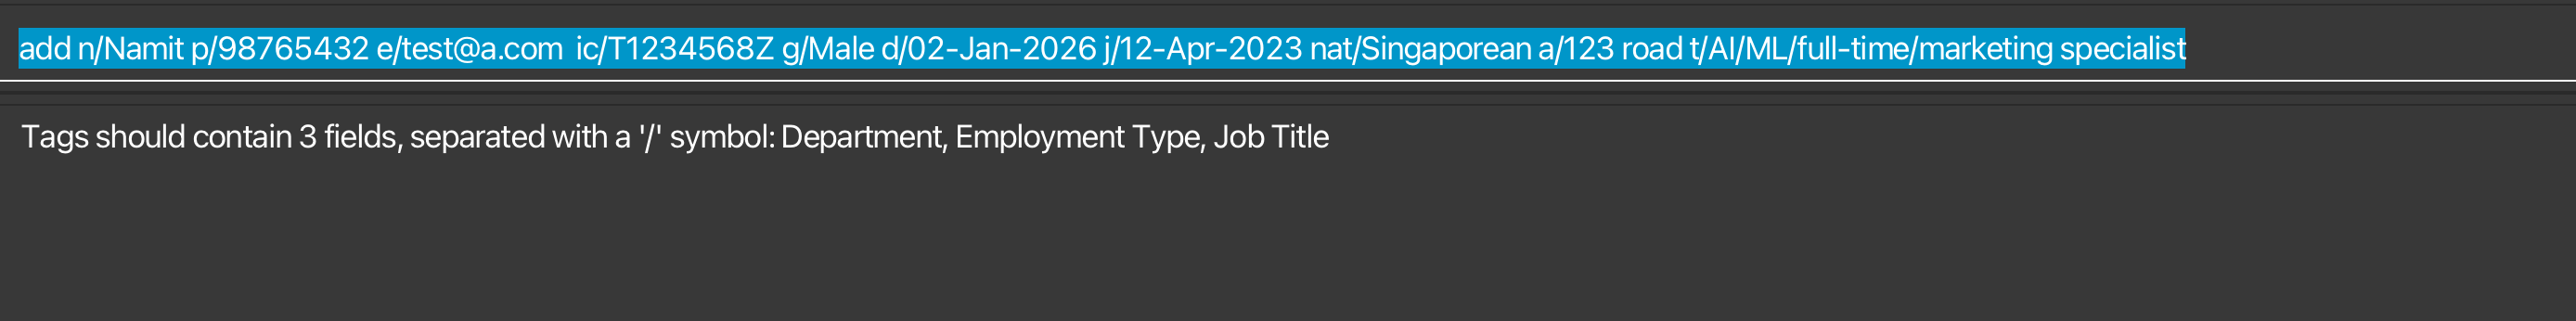 add n/Namit p/98765432 e/test@a.com  ic/T1234568Z g/Male d/02-Jan-2026 j/12-Apr-2023 nat/Singaporean a/123 road t/AI/ML/full-time/marketing specialist
Tags should contain 3 fields, separated with a '/' symbol: Department, Employment Type, Job Title